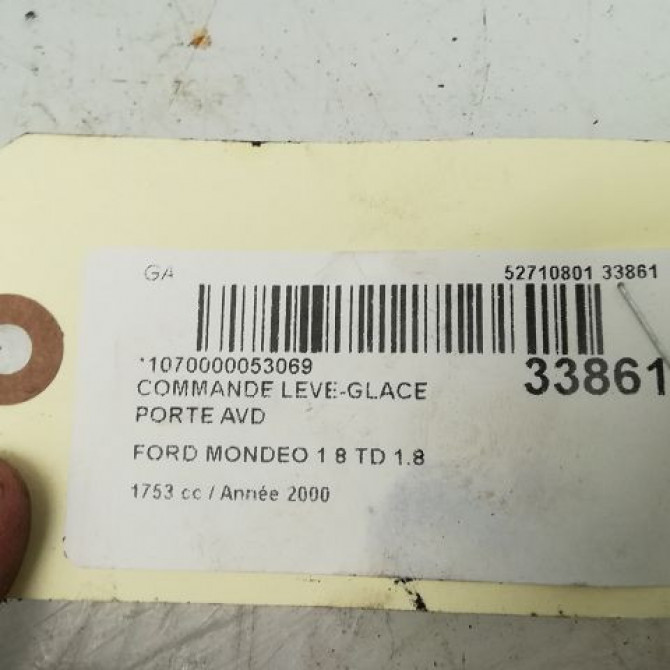 GA 52710801 33861
*1070000053069
33861
COMMANDE LEVE-GLACE
PORTE AVD
FORD MONDEO 1 8 TD 1.8
1753 cc / Année 2000